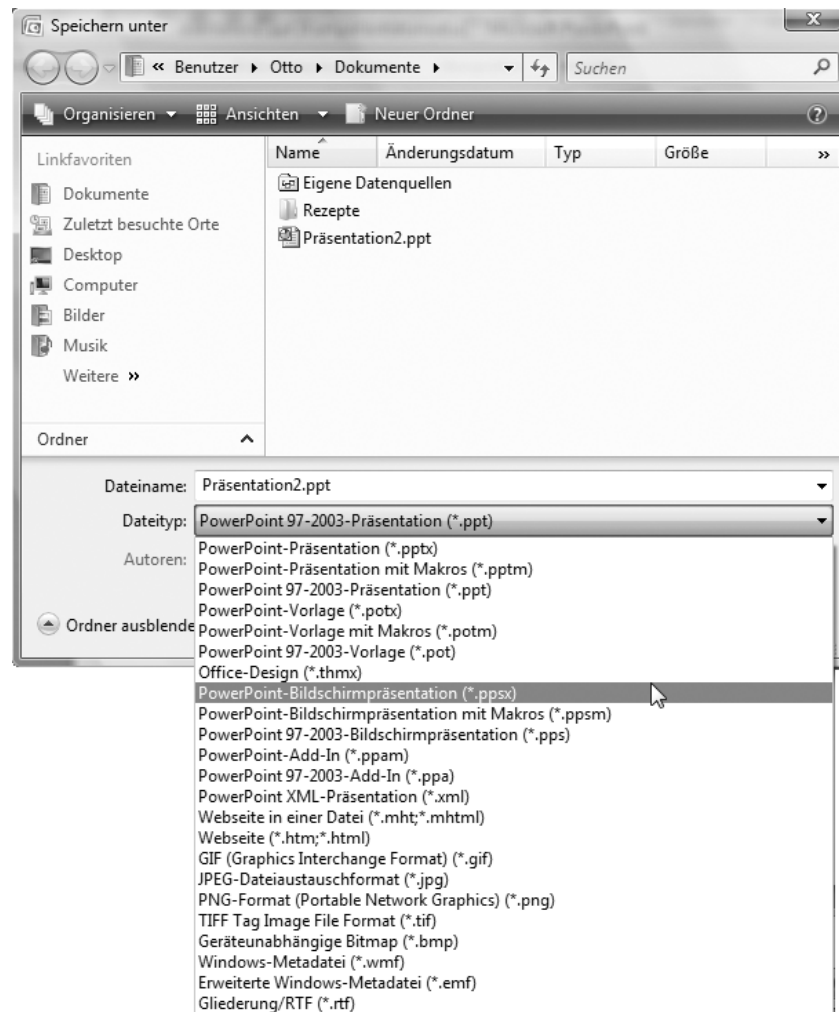 Speichern unter
« Benutzer Otto Dokumente Suchen
Organisieren Ansichten Neuer Ordner
Linkfavoriten
Dokumente
Zuletzt besuchte Orte
Desktop
Computer
Bilder
Musik
Weitere »
Ordner
Name Änderungsdatum Typ Größe »
Eigene Datenquellen
Rezepte
Präsentation2.ppt
Dateiname: Präsentation2.ppt
Dateityp: PowerPoint 97-2003-Präsentation (*.ppt)
Autoren:
Ordner ausblende
PowerPoint-Präsentation (*.pptx)
PowerPoint-Präsentation mit Makros (*.pptm)
PowerPoint 97-2003-Präsentation (*.ppt)
PowerPoint-Vorlage (*.potx)
PowerPoint-Vorlage mit Makros (*.potm)
PowerPoint 97-2003-Vorlage (*.pot)
Office-Design (*.thmx)
PowerPoint-Bildschirmpräsentation (*.ppsx)
PowerPoint-Bildschirmpräsentation mit Makros (*.ppsm)
PowerPoint 97-2003-Bildschirmpräsentation (*.pps)
PowerPoint-Add-In (*.ppam)
PowerPoint 97-2003-Add-In (*.ppa)
PowerPoint XML-Präsentation (*.xml)
Webseite in einer Datei (*.mht;*.mhtml)
Webseite (*.htm;*.html)
GIF (Graphics Interchange Format) (*.gif)
JPEG-Dateiaustauschformat (*.jpg)
PNG-Format (Portable Network Graphics) (*.png)
TIFF Tag Image File Format (*.tif)
Geräteunabhängige Bitmap (*.bmp)
Windows-Metadatei (*.wmf)
Erweiterte Windows-Metadatei (*.emf)
Gliederung/RTF (*.rtf)